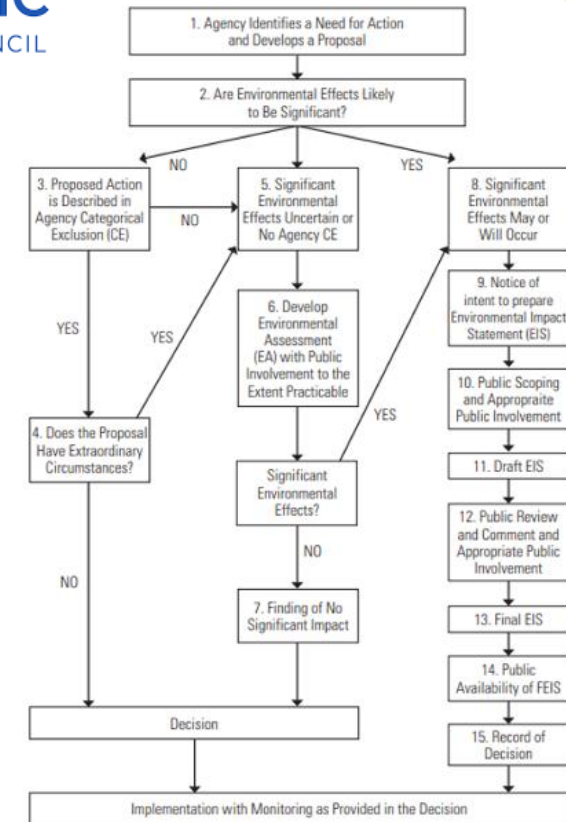 NCIL
1. Agency Identifies a Need for Action
and Develops a Proposal
2. Are Environmental Effects Likely
to Be Significant?
NO
YES
3. Proposed Action
is Described in
Agency Categorical
Exclusion (CE)
NO
5. Significant
Environmental
Effects Uncertain or
No Agency CE
8. Significant
Environmental
Effects May or
Will Occur
9. Notice of
intent to prepare
Environmental Impact
Statement (EIS)
YES
YES
6. Develop
Environmental
Assessment
(EA) with Public
Involvement to the
Extent Practicable
10. Public Scoping
and Appropraite
Public Involvement
YES
4. Does the Proposal
Have Extraordinary
Circumstances?
Significant
Environmental
Effects?
11. Draft EIS
12. Public Review
and Comment and
Appropriate Public
Involvement
NO
NO
7. Finding of No
Significant Impact
13. Final EIS
14. Public
Availability of FEIS
Decision
15. Record of
Decision
Implementation with Monitoring as Provided in the Decision